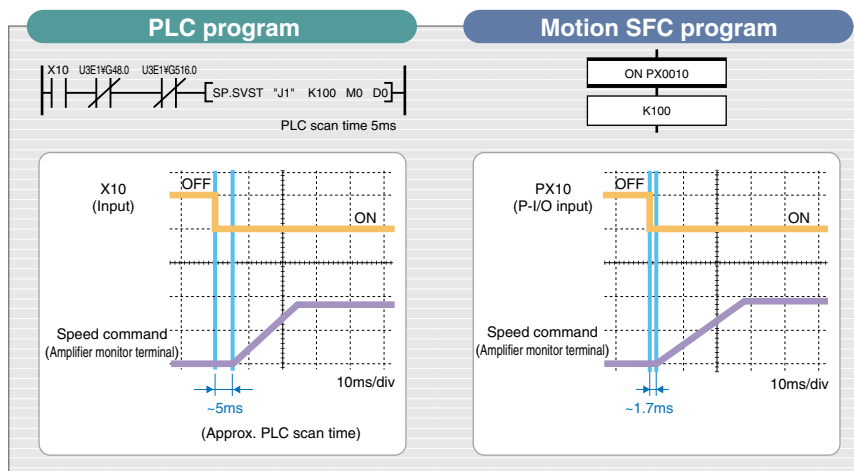 PLC program
X10 U3E1¥G48.0 U3E1¥G516.0
SP.SVST "J1" K100 M0 D0
PLC scan time 5ms
X10
(Input)
OFF
ON
Speed command
(Amplifier monitor terminal)
10ms/div
~5ms
(Approx. PLC scan time)
Motion SFC program
ON PX0010
K100
PX10
(P-I/O input)
OFF
ON
Speed command
(Amplifier monitor terminal)
10ms/div
~1.7ms